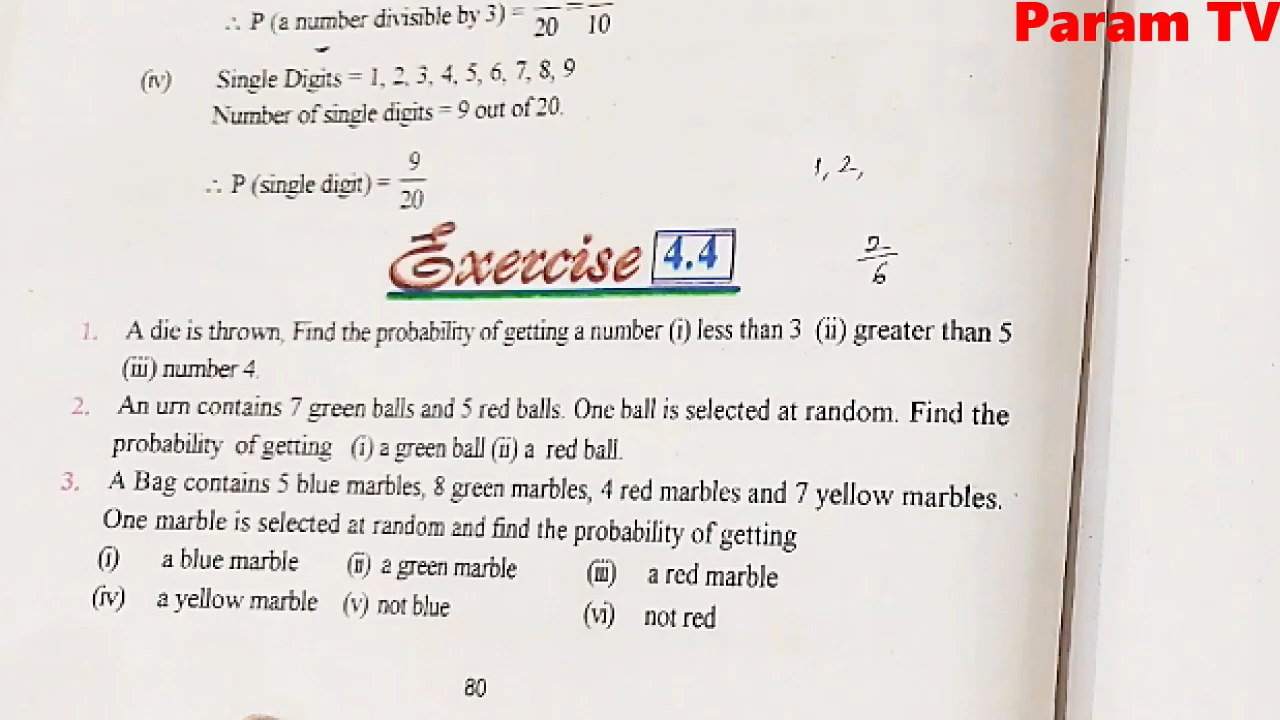 Param TV
∴ P (a number divisible by 3) = /20 = /10
(iv) Single Digits = 1, 2, 3, 4, 5, 6, 7, 8, 9
Number of single digits = 9 out of 20.
1, 2,
∴ P (single digit) = 9/20
Exercise 4.4
2/6
1. A die is thrown, Find the probability of getting a number (i) less than 3 (ii) greater than 5
(iii) number 4.
2. An urn contains 7 green balls and 5 red balls. One ball is selected at random. Find the
probability of getting (i) a green ball (ii) a red ball.
3. A Bag contains 5 blue marbles, 8 green marbles, 4 red marbles and 7 yellow marbles.
One marble is selected at random and find the probability of getting
(i) a blue marble (ii) a green marble (iii) a red marble
(iv) a yellow marble (v) not blue (vi) not red
80